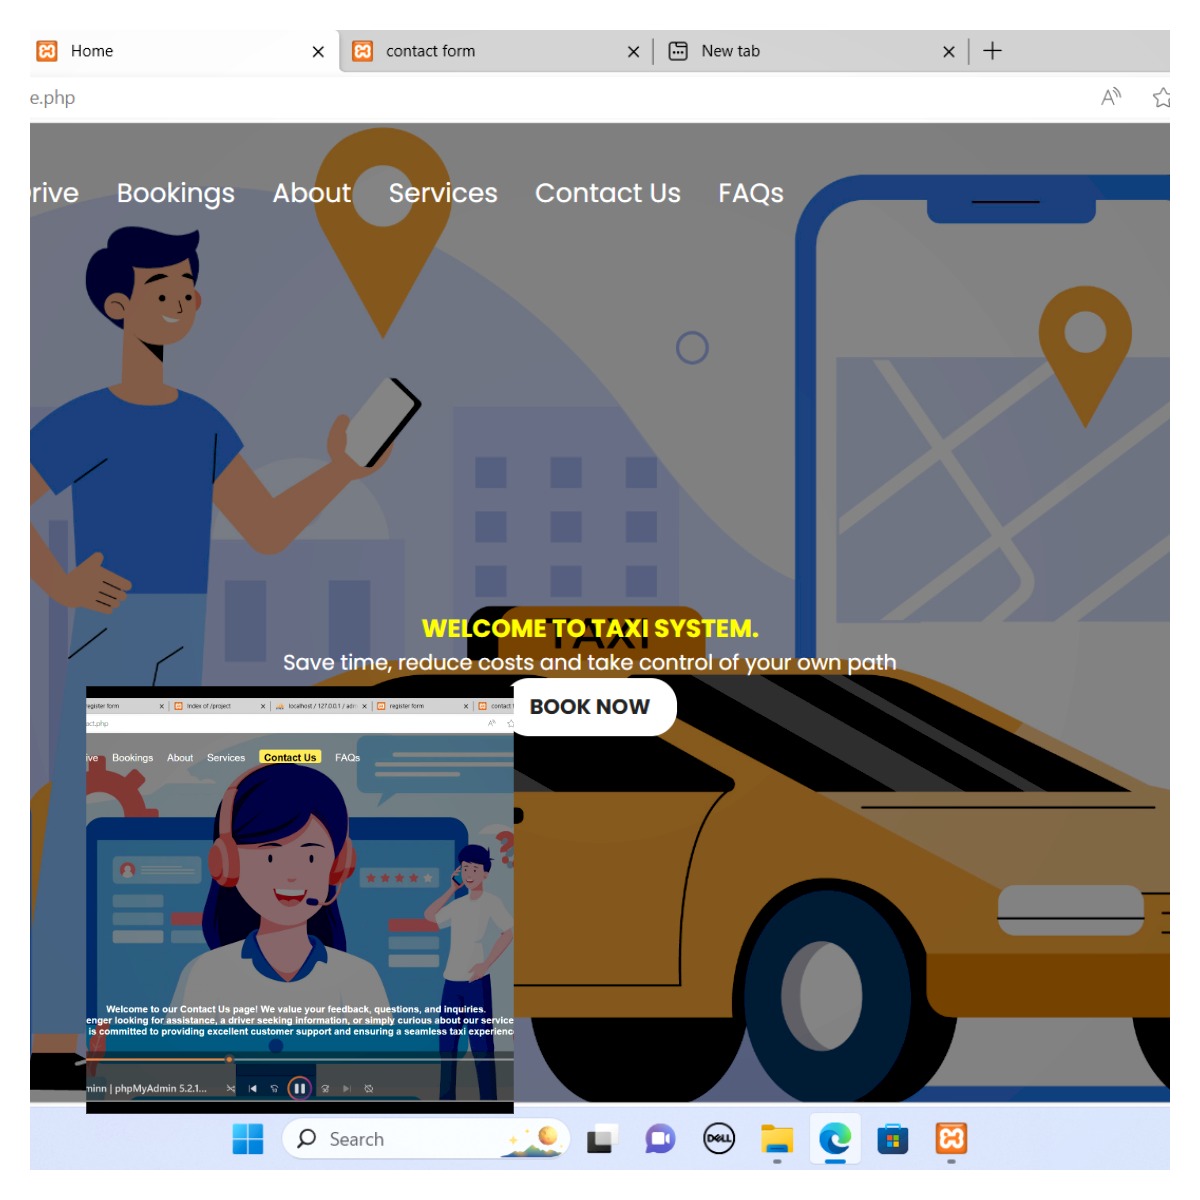 Home
contact form
New tab
e.php
rive Bookings About Services Contact Us FAQs
TAXI
WELCOME TO TAXI SYSTEM.
Save time, reduce costs and take control of your own path
BOOK NOW
register form
Index of /project
localhost / 127.0.0.1 / adm
register form
contact
act.php
ive Bookings About Services Contact Us FAQs
Welcome to our Contact Us page! We value your feedback, questions, and inquiries.
enger looking for assistance, a driver seeking information, or simply curious about our service
is committed to providing excellent customer support and ensuring a seamless taxi experienc
minn | phpMyAdmin 5.2.1...
Search
DELL